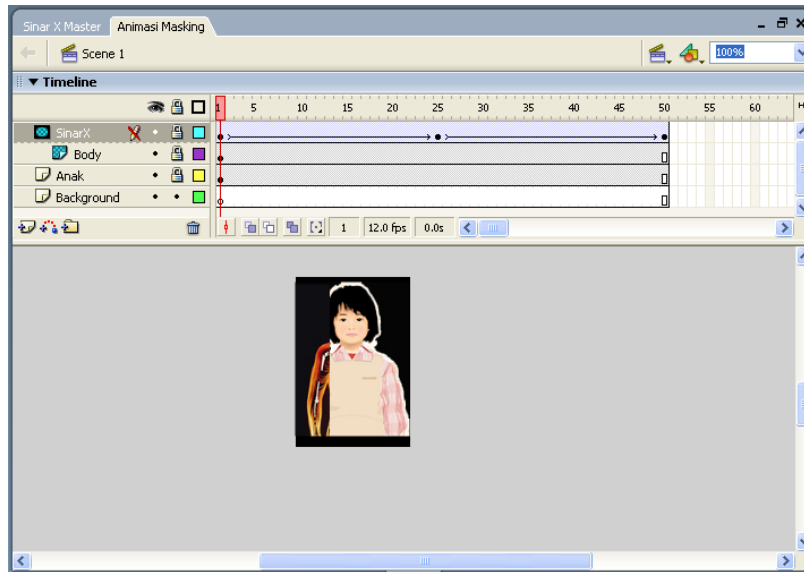 Sinar X Master Animasi Masking
Scene 1 100%
Timeline
1 5 10 15 20 25 30 35 40 45 50 55 60 H
SinarX
Body
Anak
Background
1 12.0 fps 0.0s